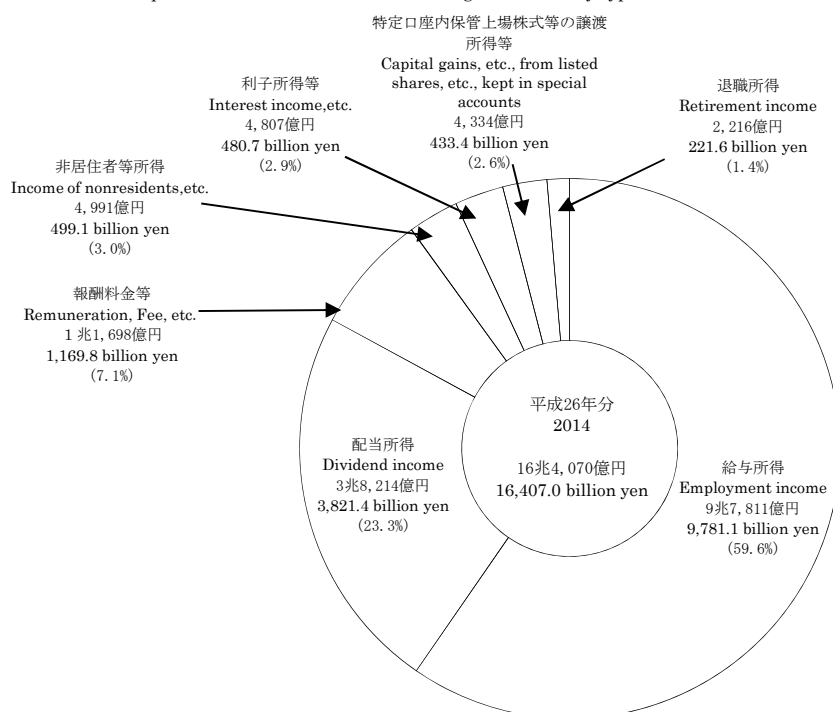 特定口座内保管上場株式等の譲渡
所得等
Capital gains, etc., from listed
shares, etc., kept in special
accounts
4,334億円
433.4 billion yen
(2.6%)
利子所得等
Interest income,etc.
4,807億円
480.7 billion yen
(2.9%)
退職所得
Retirement income
2,216億円
221.6 billion yen
(1.4%)
非居住者等所得
Income of nonresidents,etc.
4,991億円
499.1 billion yen
(3.0%)
報酬料金等
Remuneration, Fee, etc.
1兆1,698億円
1,169.8 billion yen
(7.1%)
平成26年分
2014
16兆4,070億円
16,407.0 billion yen
配当所得
Dividend income
3兆8,214億円
3,821.4 billion yen
(23.3%)
給与所得
Employment income
9兆7,811億円
9,781.1 billion yen
(59.6%)